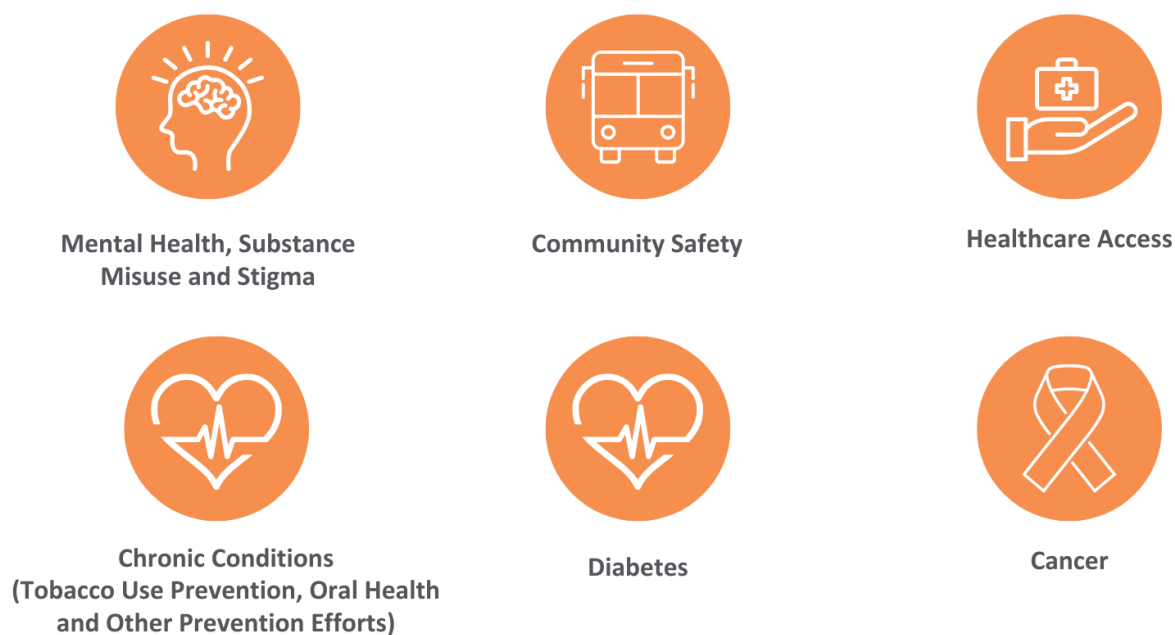 Mental Health, Substance
Misuse and Stigma
Community Safety
Healthcare Access
Chronic Conditions
(Tobacco Use Prevention, Oral Health
and Other Prevention Efforts)
Diabetes
Cancer